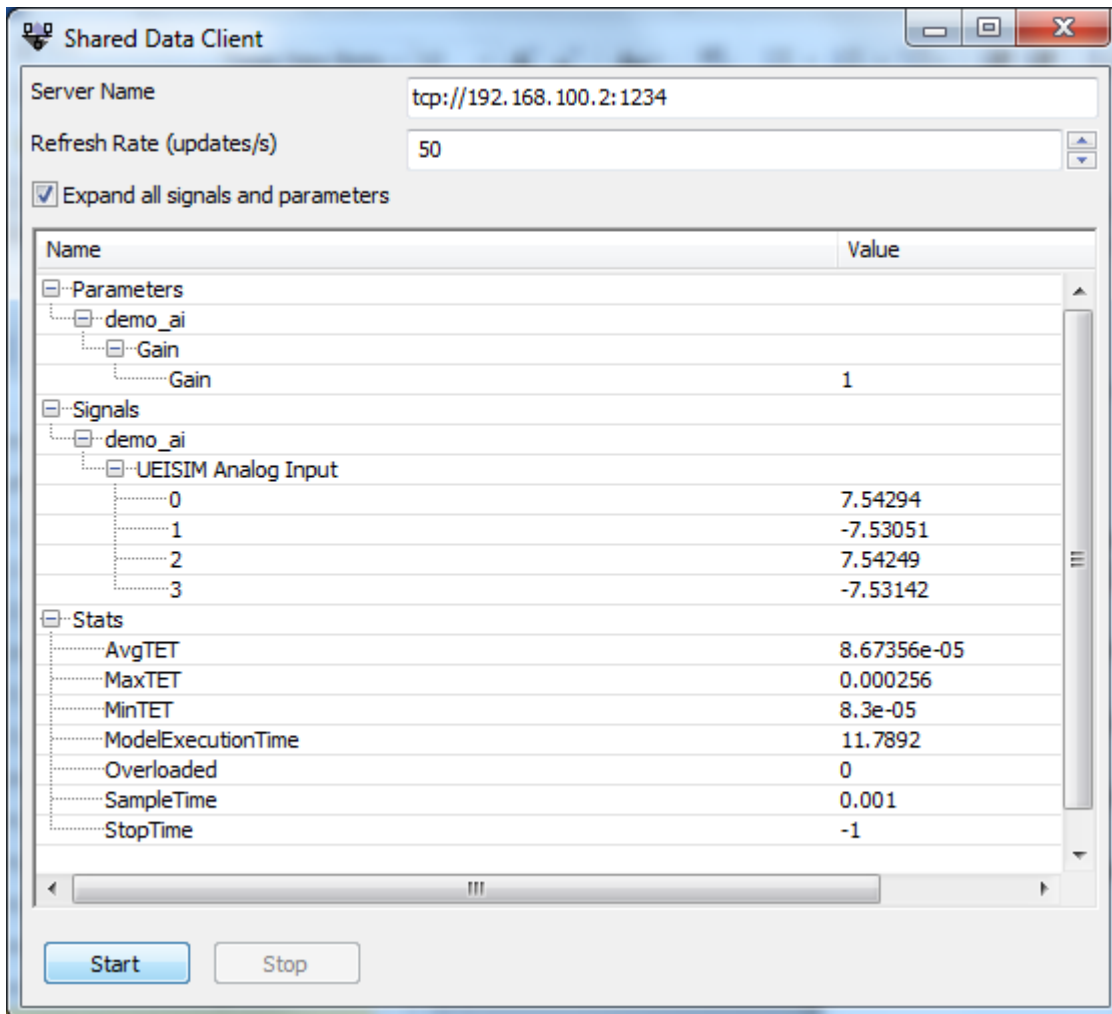 Shared Data Client
Server Name tcp://192.168.100.2:1234
Refresh Rate (updates/s) 50
Expand all signals and parameters
Name Value
Parameters
demo_ai
Gain
Gain 1
Signals
demo_ai
UEISIM Analog Input
0 7.54294
1 -7.53051
2 7.54249
3 -7.53142
Stats
AvgTET 8.67356e-05
MaxTET 0.000256
MinTET 8.3e-05
ModelExecutionTime 11.7892
Overloaded 0
SampleTime 0.001
StopTime -1
Start Stop